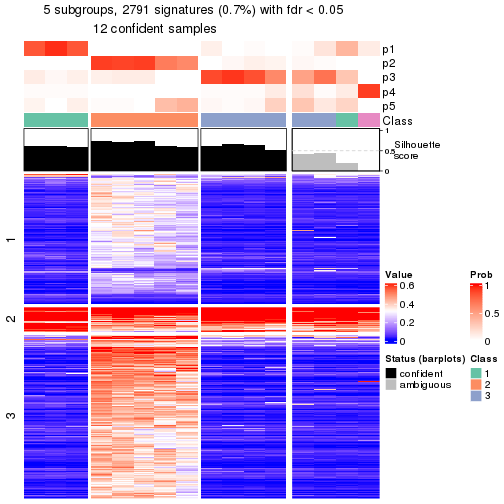 5 subgroups, 2791 signatures (0.7%) with fdr < 0.05
12 confident samples
p1
p2
p3
p4
p5
Class
1
0.5
0
Silhouette
score
1
2
3
Value
0.6
0.4
0.2
0
Prob
1
0.5
0
Status (barplots)
confident
ambiguous
Class
1
2
3